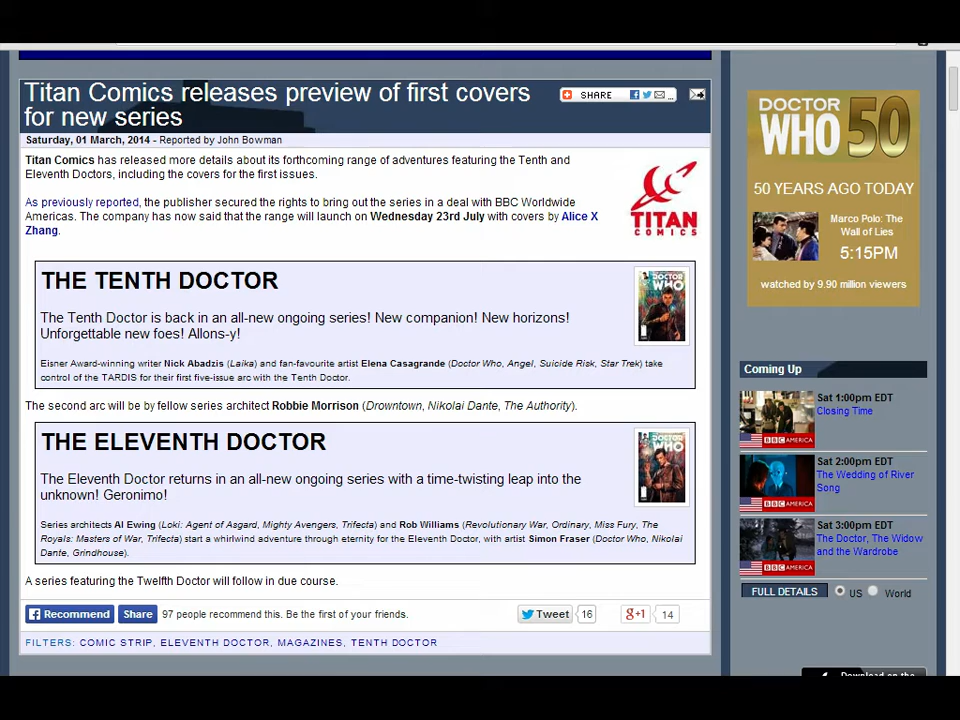 Titan Comics releases preview of first covers
for new series
SHARE
Saturday, 01 March, 2014 - Reported by John Bowman
Titan Comics has released more details about its forthcoming range of adventures featuring the Tenth and
Eleventh Doctors, including the covers for the first issues.
As previously reported, the publisher secured the rights to bring out the series in a deal with BBC Worldwide
Americas. The company has now said that the range will launch on Wednesday 23rd July with covers by Alice X
Zhang.
TITAN
COMICS
THE TENTH DOCTOR
The Tenth Doctor is back in an all-new ongoing series! New companion! New horizons!
Unforgettable new foes! Allons-y!
Eisner Award-winning writer Nick Abadzis (Laika) and fan-favourite artist Elena Casagrande (Doctor Who, Angel, Suicide Risk, Star Trek) take
control of the TARDIS for their first five-issue arc with the Tenth Doctor.
DOCTOR
WHO
The second arc will be by fellow series architect Robbie Morrison (Drowntown, Nikolai Dante, The Authority).
THE ELEVENTH DOCTOR
The Eleventh Doctor returns in an all-new ongoing series with a time-twisting leap into the
unknown! Geronimo!
Series architects Al Ewing (Loki: Agent of Asgard, Mighty Avengers, Trifecta) and Rob Williams (Revolutionary War, Ordinary, Miss Fury, The
Royals: Masters of War, Trifecta) start a whirlwind adventure through eternity for the Eleventh Doctor, with artist Simon Fraser (Doctor Who, Nikolai
Dante, Grindhouse).
DOCTOR
WHO
A series featuring the Twelfth Doctor will follow in due course.
Recommend Share 97 people recommend this. Be the first of your friends.
Tweet 16 g+1 14
FILTERS: COMIC STRIP, ELEVENTH DOCTOR, MAGAZINES, TENTH DOCTOR
DOCTOR
WHO 50
50 YEARS AGO TODAY
Marco Polo: The
Wall of Lies
5:15PM
watched by 9.90 million viewers
Coming Up
Sat 1:00pm EDT
Closing Time
BBC AMERICA
Sat 2:00pm EDT
The Wedding of River
Song
BBC AMERICA
Sat 3:00pm EDT
The Doctor, The Widow
and the Wardrobe
BBC AMERICA
FULL DETAILS US World
Download on the